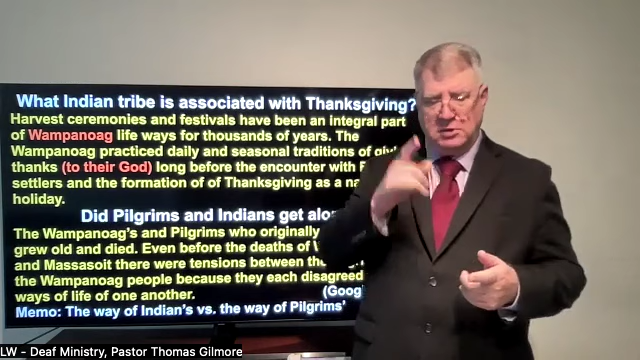 What Indian tribe is associated with Thanksgiving?
Harvest ceremonies and festivals have been an integral part
of Wampanoag life ways for thousands of years. The
Wampanoag practiced daily and seasonal traditions of
thanks (to their God) long before the encounter with
settlers and the formation of of Thanksgiving as a
holiday.
Did Pilgrims and Indians get
The Wampanoag's and Pilgrims who originally
grew old and died. Even before the deaths of
and Massasoit there were tensions between
the Wampanoag people because they each disagreed
ways of life of one another.
Memo: The way of Indian's vs. the way of Pilgrims'
LW - Deaf Ministry, Pastor Thomas Gilmore